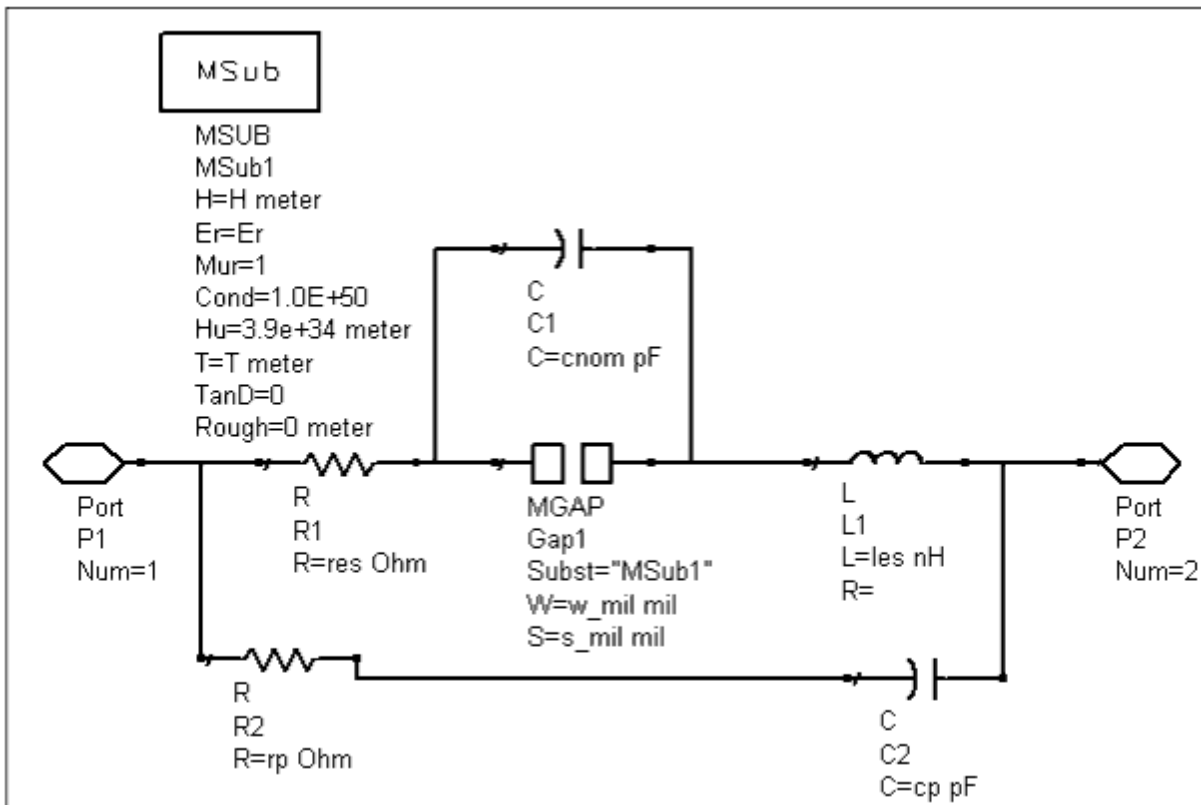 MSub
MSUB
MSub1
H=H meter
Er=Er
Mur=1
Cond=1.0E+50
Hu=3.9e+34 meter
T=T meter
TanD=0
Rough=0 meter
C
C1
C=cnom pF
Port
P1
Num=1
R
R1
R=res Ohm
MGAP
Gap1
Subst="MSub1"
W=w_mil mil
S=s_mil mil
L
L1
L=les nH
R=
Port
P2
Num=2
R
R2
R=rp Ohm
C
C2
C=cp pF